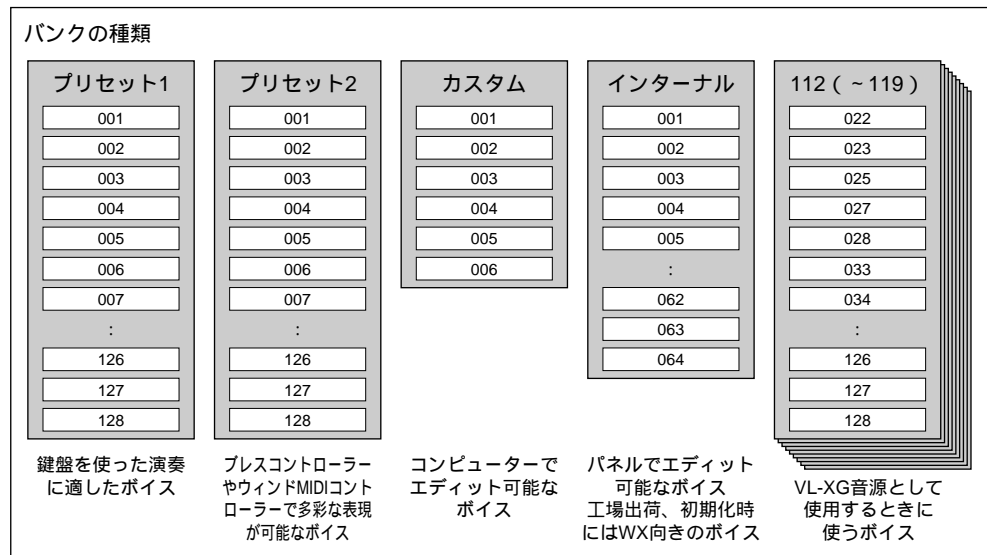 バンクの種類
プリセット1
001
002
003
004
005
006
007
:
126
127
128
鍵盤を使った演奏
に適したボイス
プリセット2
001
002
003
004
005
006
007
:
126
127
128
ブレスコントローラー
やウィンドMIDIコント
ローラーで多彩な表現
が可能なボイス
カスタム
001
002
003
004
005
006
コンピューターで
エディット可能な
ボイス
インターナル
001
002
003
004
005
:
062
063
064
パネルでエディット
可能なボイス
工場出荷、初期化時
にはWX向きのボイス
112(~119)
022
023
025
027
028
033
034
:
126
127
128
VL-XG音源として
使用するときに
使うボイス